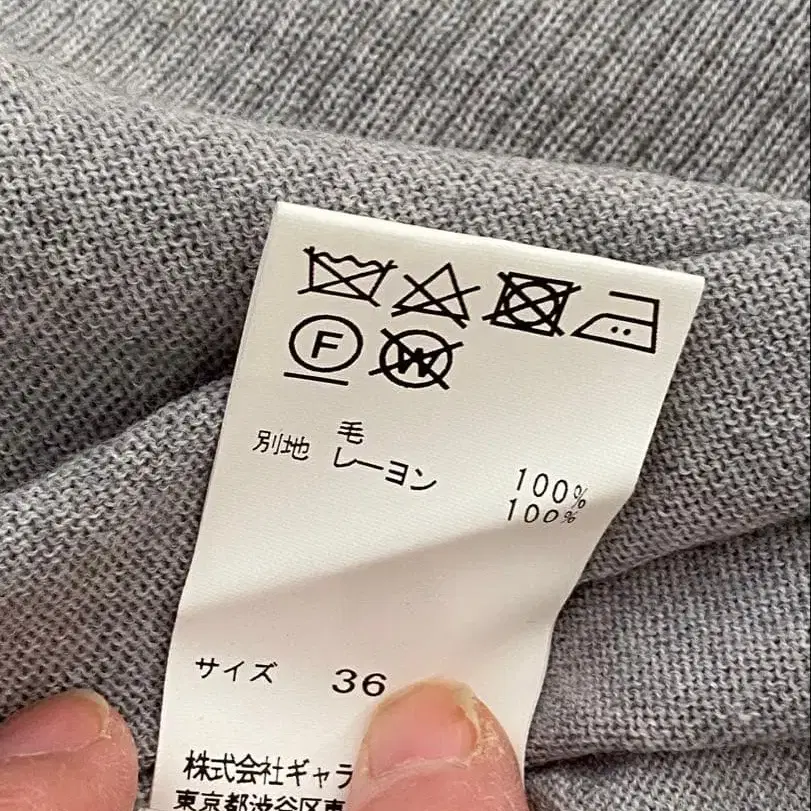 F W
毛 100%
別地 レーヨン 100%
サイズ 36
株式会社ギャラ
東京都渋谷区